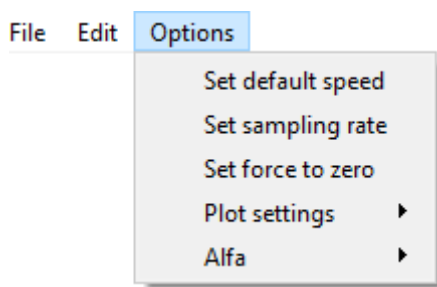 File Edit Options
Set default speed
Set sampling rate
Set force to zero
Plot settings
Alfa